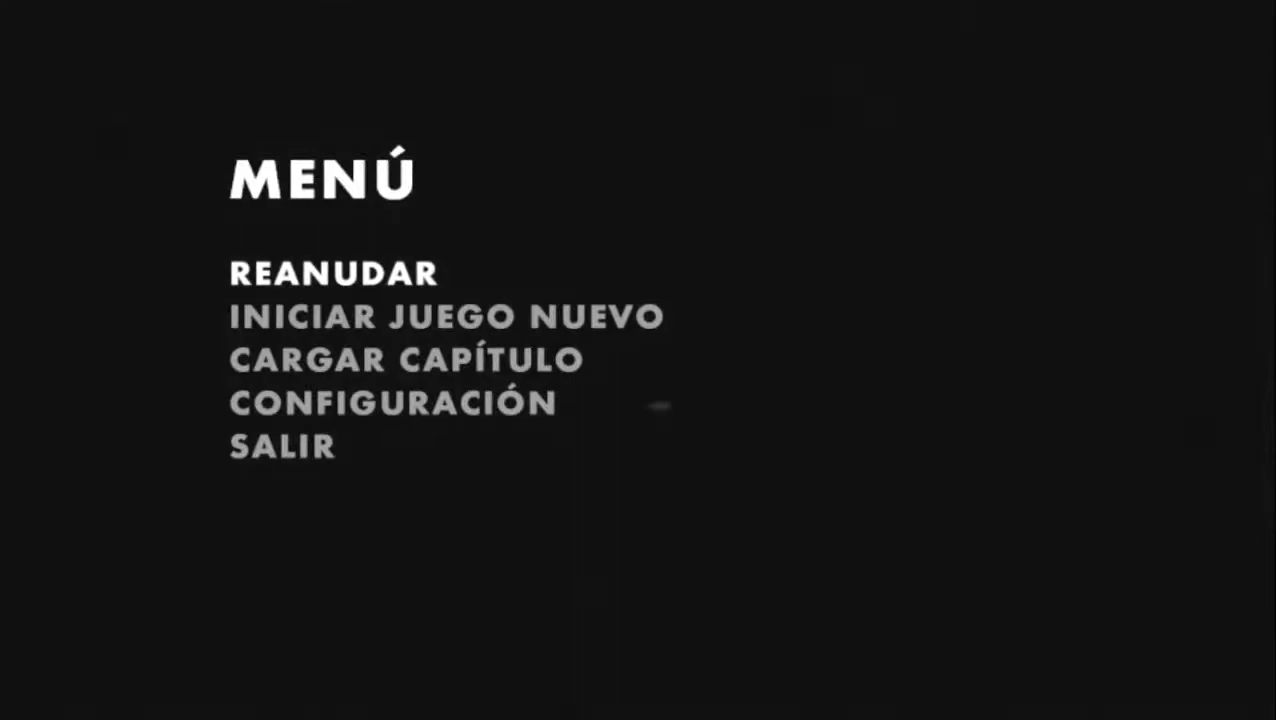 MENÚ
REANUDAR
INICIAR JUEGO NUEVO
CARGAR CAPÍTULO
CONFIGURACIÓN
SALIR